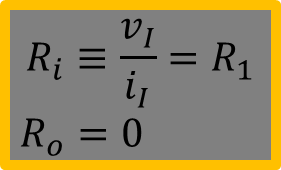 R_i ≡ v_I / i_I = R_1
R_o = 0